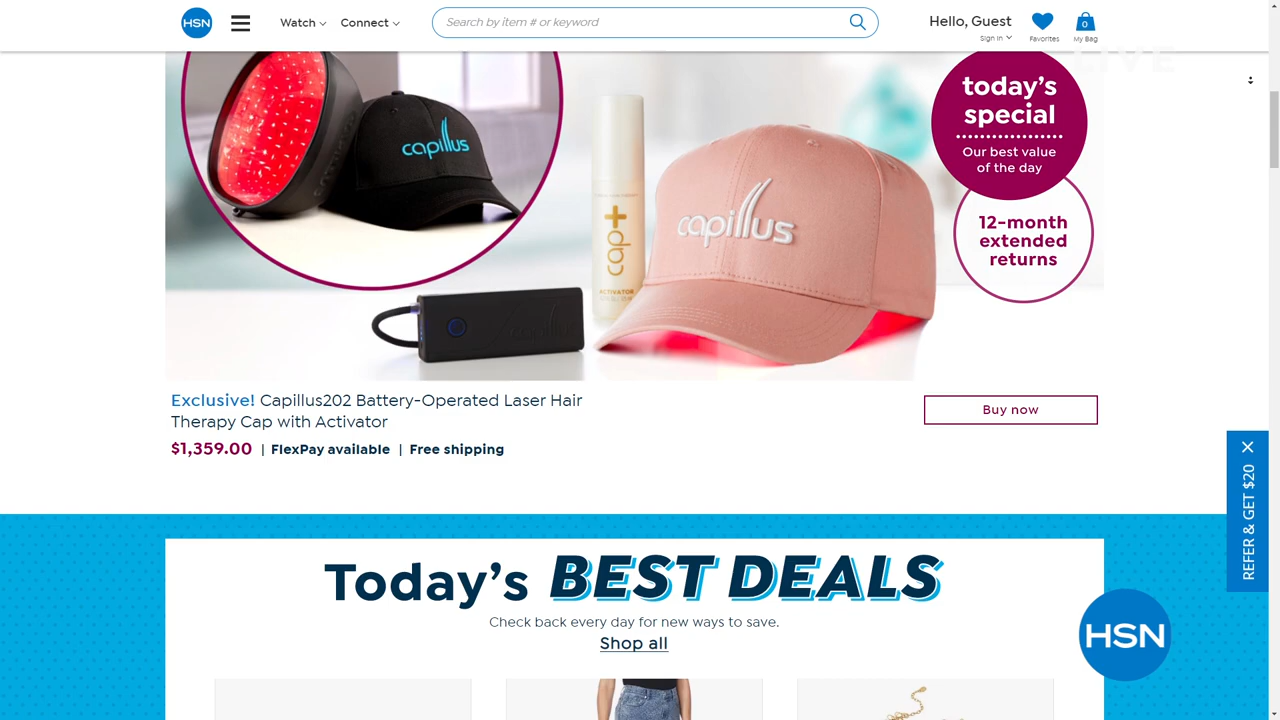 HSN
Watch
Connect
Search by item # or keyword
Hello, Guest
Sign In
Favorites
0
My Bag
LIVE
capillus
cap+
ACTIVATOR
capillus
capillus
today's
special
Our best value
of the day
12-month
extended
returns
Exclusive! Capillus202 Battery-Operated Laser Hair
Therapy Cap with Activator
$1,359.00 | FlexPay available | Free shipping
Buy now
REFER & GET $20
Today's BEST DEALS
Check back every day for new ways to save.
Shop all
HSN